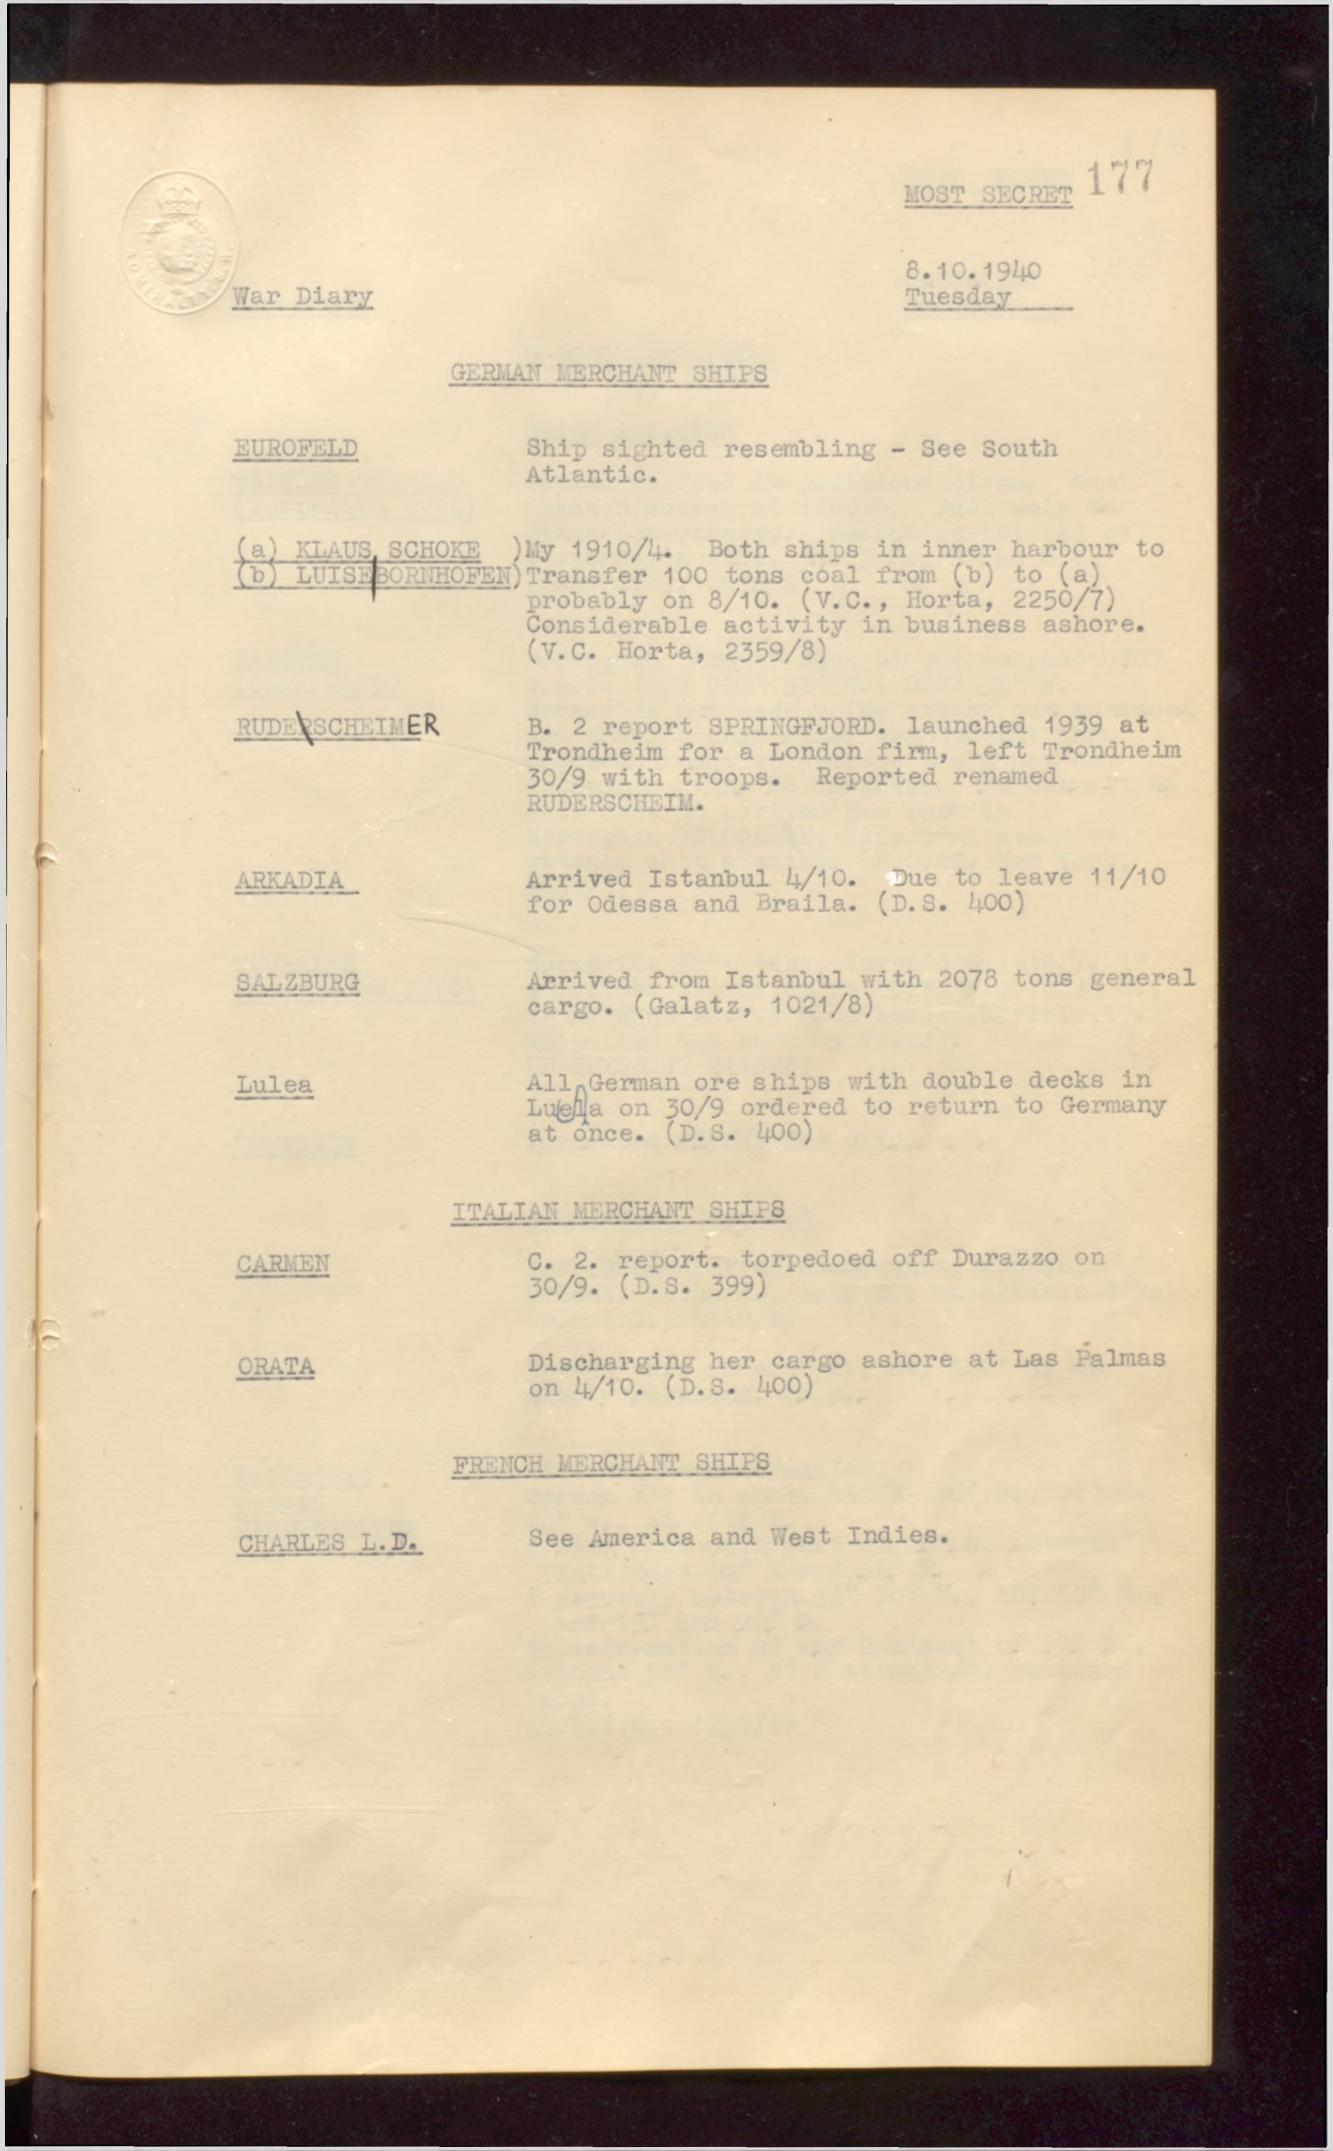 MOST SECRET 177
8.10.1940
War Diary Tuesday
GERMAN MERCHANT SHIPS
EUROFELD Ship sighted resembling - See South
Atlantic.
(a) KLAUS SCHOKE )My 1910/4. Both ships in inner harbour to
(b) LUISE BORNHOFEN)Transfer 100 tons coal from (b) to (a)
probably on 8/10. (V.C., Horta, 2250/7)
Considerable activity in business ashore.
(V.C. Horta, 2359/8)
RUDERSCHEIMER B. 2 report SPRINGFJORD. launched 1939 at
Trondheim for a London firm, left Trondheim
30/9 with troops. Reported renamed
RUDERSCHEIM.
ARKADIA Arrived Istanbul 4/10. Due to leave 11/10
for Odessa and Braila. (D.S. 400)
SALZBURG Arrived from Istanbul with 2078 tons general
cargo. (Galatz, 1021/8)
Lulea All German ore ships with double decks in
Luela on 30/9 ordered to return to Germany
at once. (D.S. 400)
ITALIAN MERCHANT SHIPS
CARMEN C. 2. report. torpedoed off Durazzo on
30/9. (D.S. 399)
ORATA Discharging her cargo ashore at Las Palmas
on 4/10. (D.S. 400)
FRENCH MERCHANT SHIPS
CHARLES L.D. See America and West Indies.